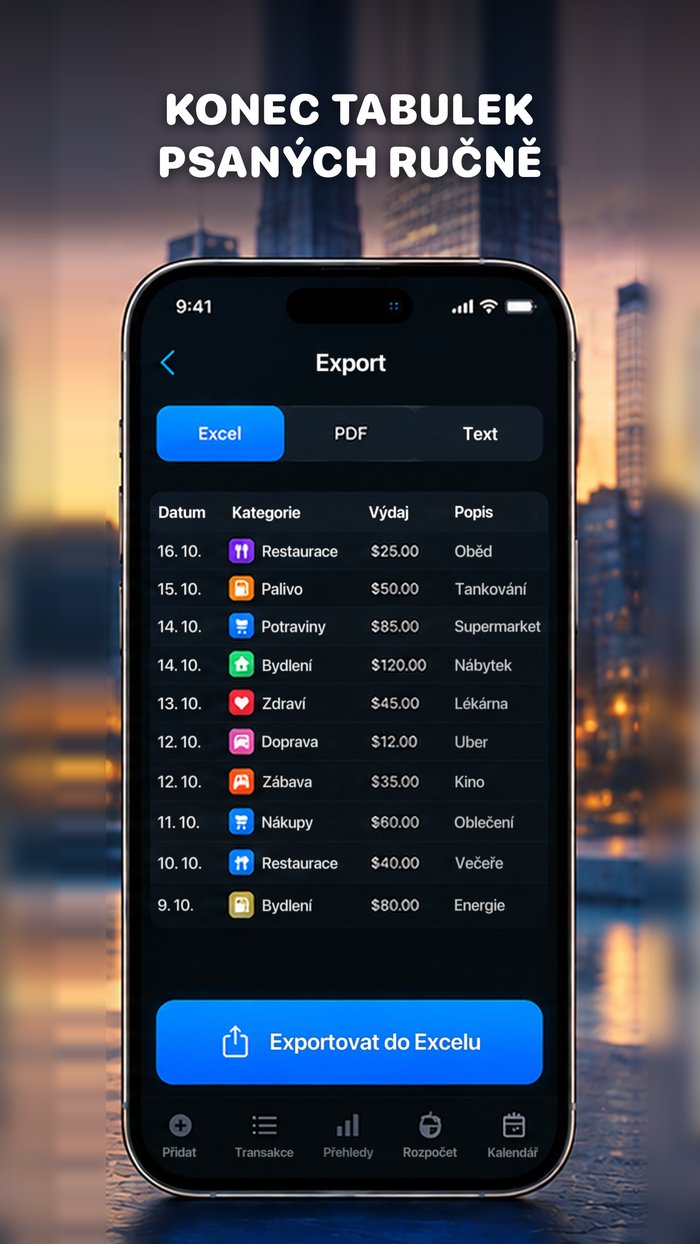 KONEC TABULEK
PSANÝCH RUČNĚ
9:41
Export
Excel PDF Text
Datum Kategorie Výdaj Popis
16. 10. Restaurace $25.00 Oběd
15. 10. Palivo $50.00 Tankování
14. 10. Potraviny $85.00 Supermarket
14. 10. Bydlení $120.00 Nábytek
13. 10. Zdraví $45.00 Lékárna
12. 10. Doprava $12.00 Uber
12. 10. Zábava $35.00 Kino
11. 10. Nákupy $60.00 Oblečení
10. 10. Restaurace $40.00 Večeře
9. 10. Bydlení $80.00 Energie
Exportovat do Excelu
Přidat Transakce Přehledy Rozpočet Kalendář